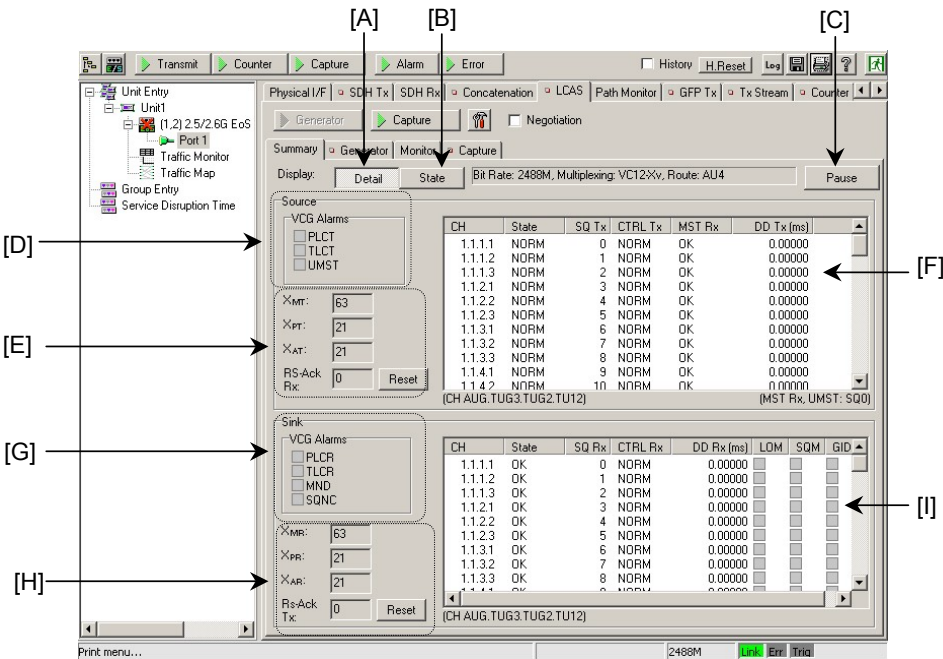 [A] [B] [C]
Transmit Counter Capture Alarm Error History H.Reset Log ?
Unit Entry
Unit1
(1,2) 2.5/2.6G EoS
Port 1
Traffic Monitor
Traffic Map
Group Entry
Service Disruption Time
Physical I/F SDH Tx SDH Rx Concatenation LCAS Path Monitor GFP Tx Tx Stream Counter
Generator Capture Negotiation
Summary Generator Monitor Capture
Display: Detail State Bit Rate: 2488M, Multiplexing: VC12-Xv, Route: AU4 Pause
[D]
Source
VCG Alarms
PLCT
TLCT
UMST
[E]
XMT: 63
XPT: 21
XAT: 21
RS-Ack Rx: 0 Reset
[F]
CH State SQ Tx CTRL Tx MST Rx DD Tx (ms)
1.1.1.1 NORM 0 NORM OK 0.00000
1.1.1.2 NORM 1 NORM OK 0.00000
1.1.1.3 NORM 2 NORM OK 0.00000
1.1.2.1 NORM 3 NORM OK 0.00000
1.1.2.2 NORM 4 NORM OK 0.00000
1.1.2.3 NORM 5 NORM OK 0.00000
1.1.3.1 NORM 6 NORM OK 0.00000
1.1.3.2 NORM 7 NORM OK 0.00000
1.1.3.3 NORM 8 NORM OK 0.00000
1.1.4.1 NORM 9 NORM OK 0.00000
1.1.4.2 NORM 10 NORM OK 0.00000
(CH AUG.TUG3.TUG2.TU12) (MST Rx, UMST: SQ0)
[G]
Sink
VCG Alarms
PLCR
TLCR
MND
SQNC
[H]
XMR: 63
XPR: 21
XAR: 21
Rs-Ack Tx: 0 Reset
[I]
CH State SQ Rx CTRL Rx DD Rx (ms) LOM SQM GID
1.1.1.1 OK 0 NORM 0.00000
1.1.1.2 OK 1 NORM 0.00000
1.1.1.3 OK 2 NORM 0.00000
1.1.2.1 OK 3 NORM 0.00000
1.1.2.2 OK 4 NORM 0.00000
1.1.2.3 OK 5 NORM 0.00000
1.1.3.1 OK 6 NORM 0.00000
1.1.3.2 OK 7 NORM 0.00000
1.1.3.3 OK 8 NORM 0.00000
(CH AUG.TUG3.TUG2.TU12)
Print menu... 2488M Link Err Trig